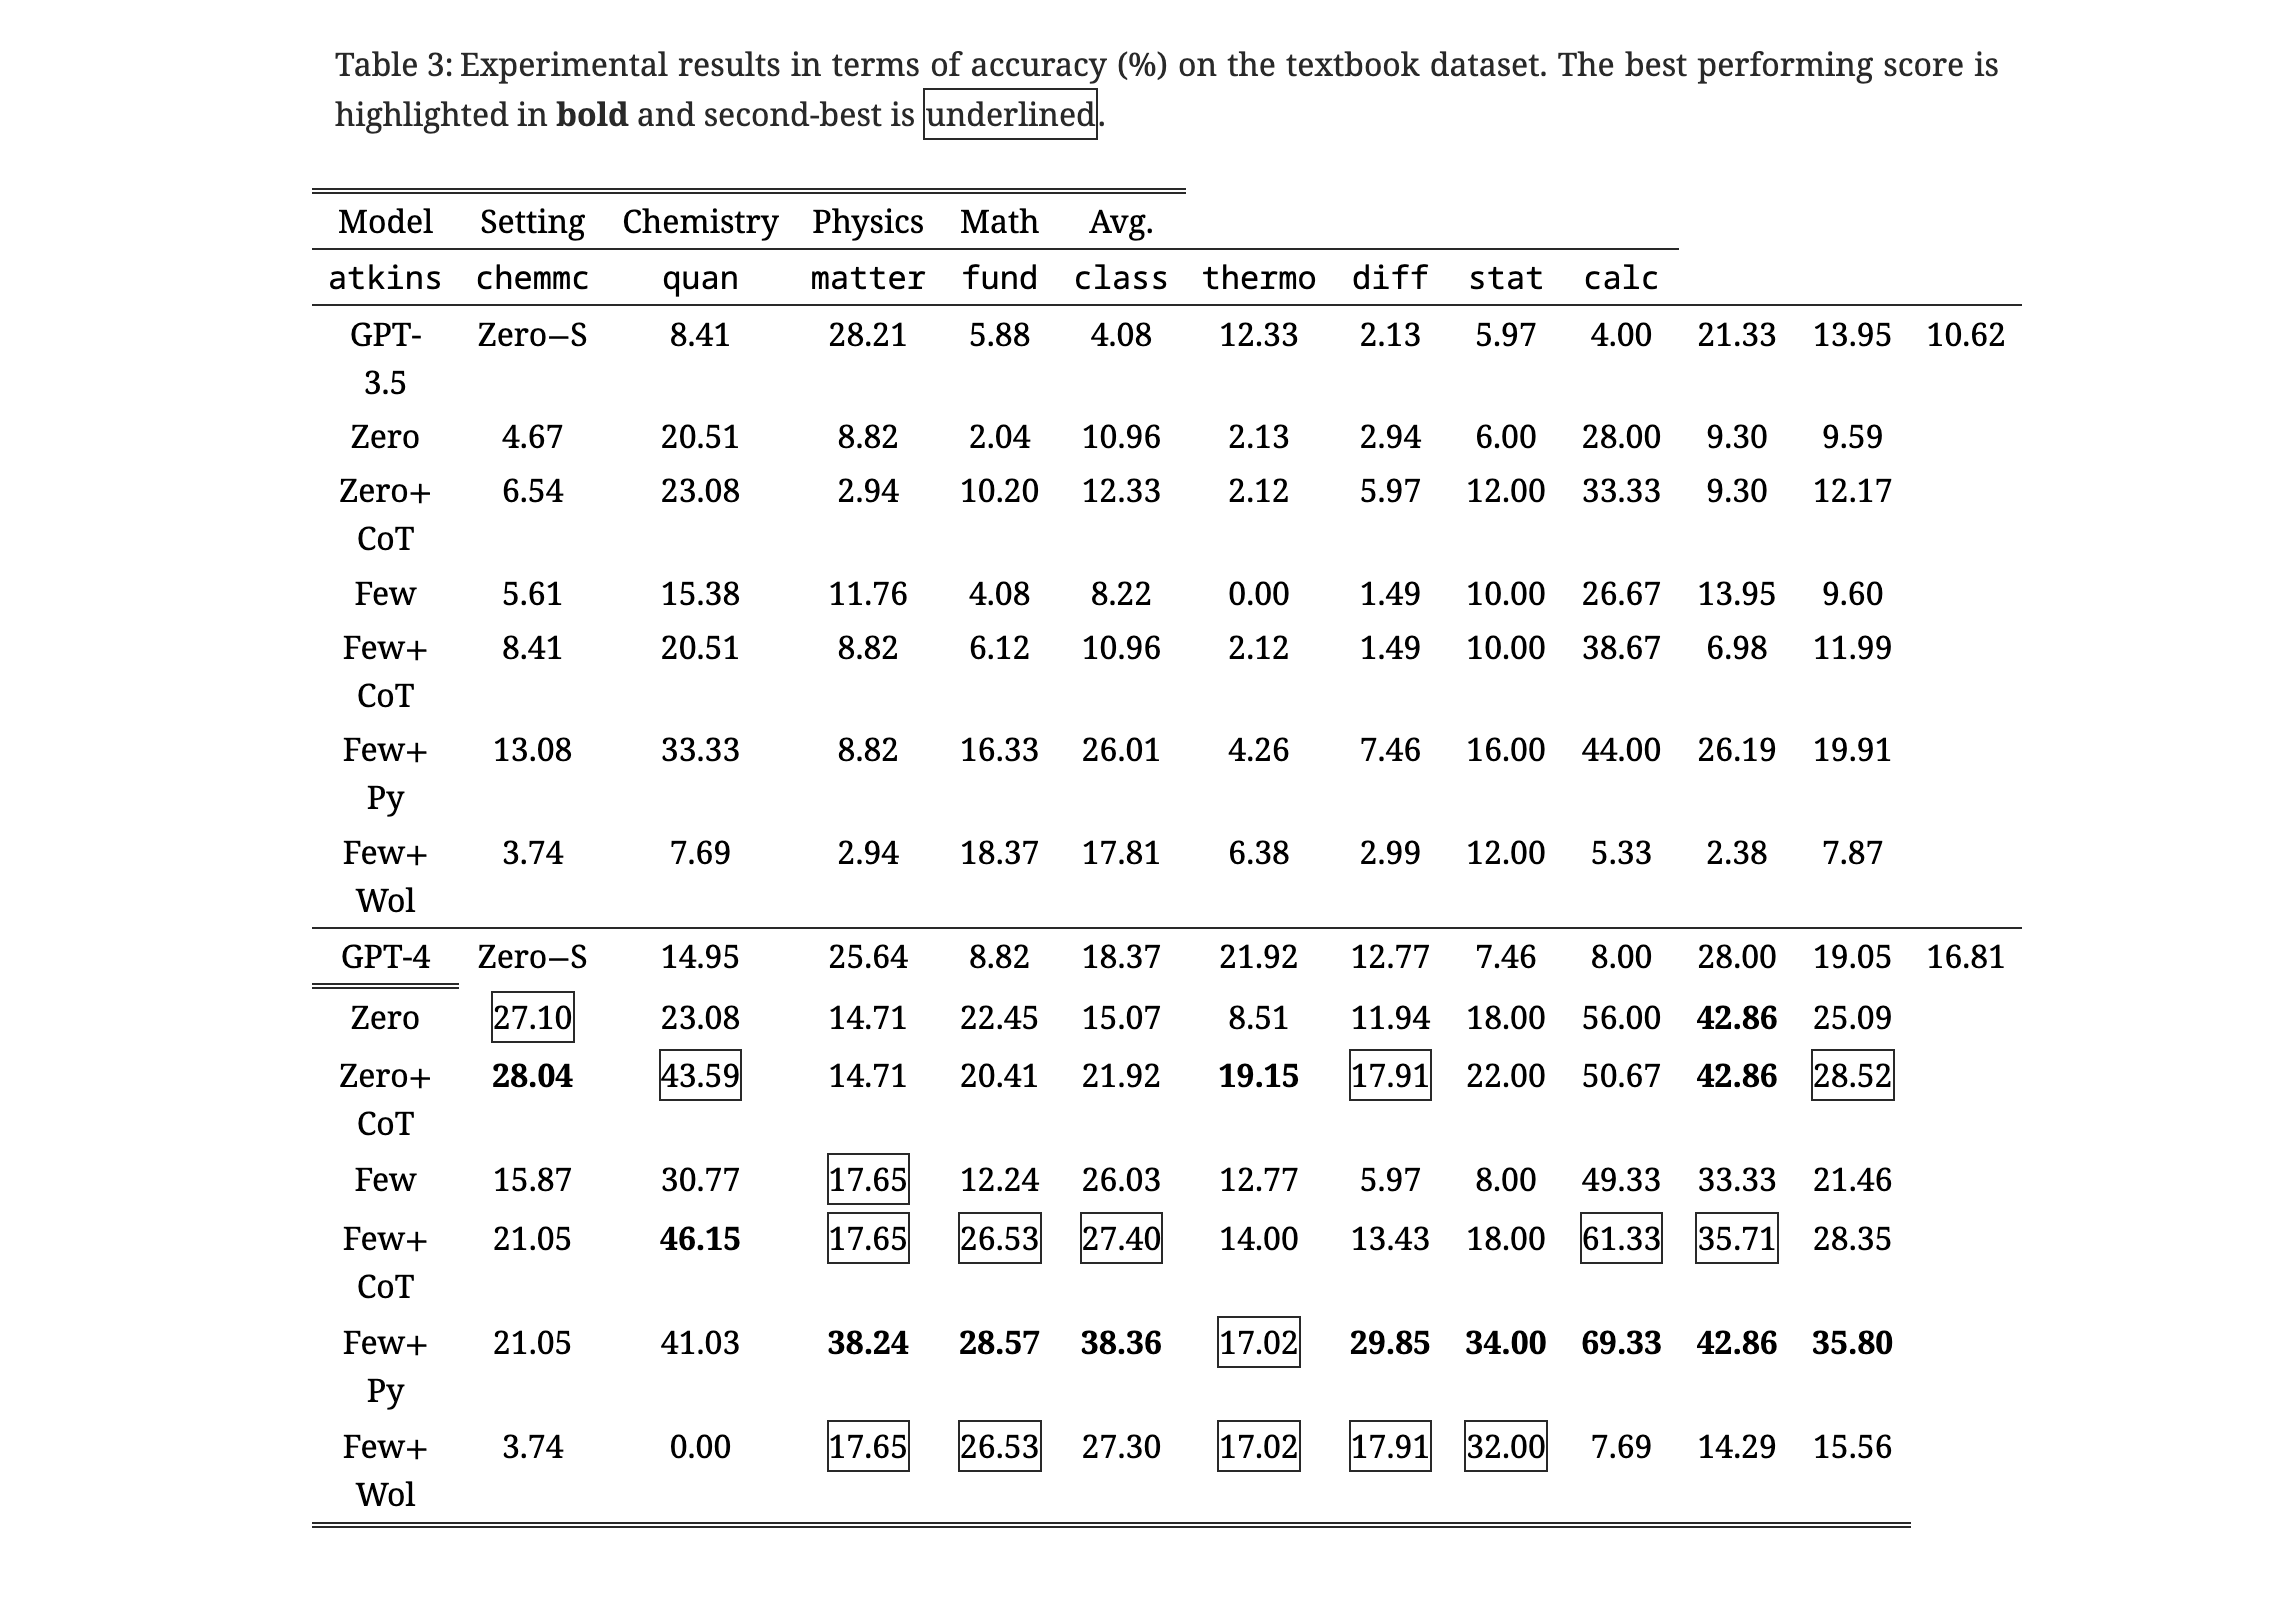 Table 3: Experimental results in terms of accuracy (%) on the textbook dataset. The best performing score is
highlighted in bold and second-best is underlined.
Model Setting Chemistry Physics Math Avg.
atkins chemmc quan matter fund class thermo diff stat calc
GPT- Zero−S 8.41 28.21 5.88 4.08 12.33 2.13 5.97 4.00 21.33 13.95 10.62
3.5
Zero 4.67 20.51 8.82 2.04 10.96 2.13 2.94 6.00 28.00 9.30 9.59
Zero+ 6.54 23.08 2.94 10.20 12.33 2.12 5.97 12.00 33.33 9.30 12.17
CoT
Few 5.61 15.38 11.76 4.08 8.22 0.00 1.49 10.00 26.67 13.95 9.60
Few+ 8.41 20.51 8.82 6.12 10.96 2.12 1.49 10.00 38.67 6.98 11.99
CoT
Few+ 13.08 33.33 8.82 16.33 26.01 4.26 7.46 16.00 44.00 26.19 19.91
Py
Few+ 3.74 7.69 2.94 18.37 17.81 6.38 2.99 12.00 5.33 2.38 7.87
Wol
GPT-4 Zero−S 14.95 25.64 8.82 18.37 21.92 12.77 7.46 8.00 28.00 19.05 16.81
Zero 27.10 23.08 14.71 22.45 15.07 8.51 11.94 18.00 56.00 42.86 25.09
Zero+ 28.04 43.59 14.71 20.41 21.92 19.15 17.91 22.00 50.67 42.86 28.52
CoT
Few 15.87 30.77 17.65 12.24 26.03 12.77 5.97 8.00 49.33 33.33 21.46
Few+ 21.05 46.15 17.65 26.53 27.40 14.00 13.43 18.00 61.33 35.71 28.35
CoT
Few+ 21.05 41.03 38.24 28.57 38.36 17.02 29.85 34.00 69.33 42.86 35.80
Py
Few+ 3.74 0.00 17.65 26.53 27.30 17.02 17.91 32.00 7.69 14.29 15.56
Wol